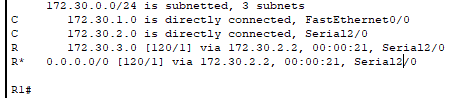 172.30.0.0/24 is subnetted, 3 subnets
C 172.30.1.0 is directly connected, FastEthernet0/0
C 172.30.2.0 is directly connected, Serial2/0
R 172.30.3.0 [120/1] via 172.30.2.2, 00:00:21, Serial2/0
R* 0.0.0.0/0 [120/1] via 172.30.2.2, 00:00:21, Serial2/0
R1#